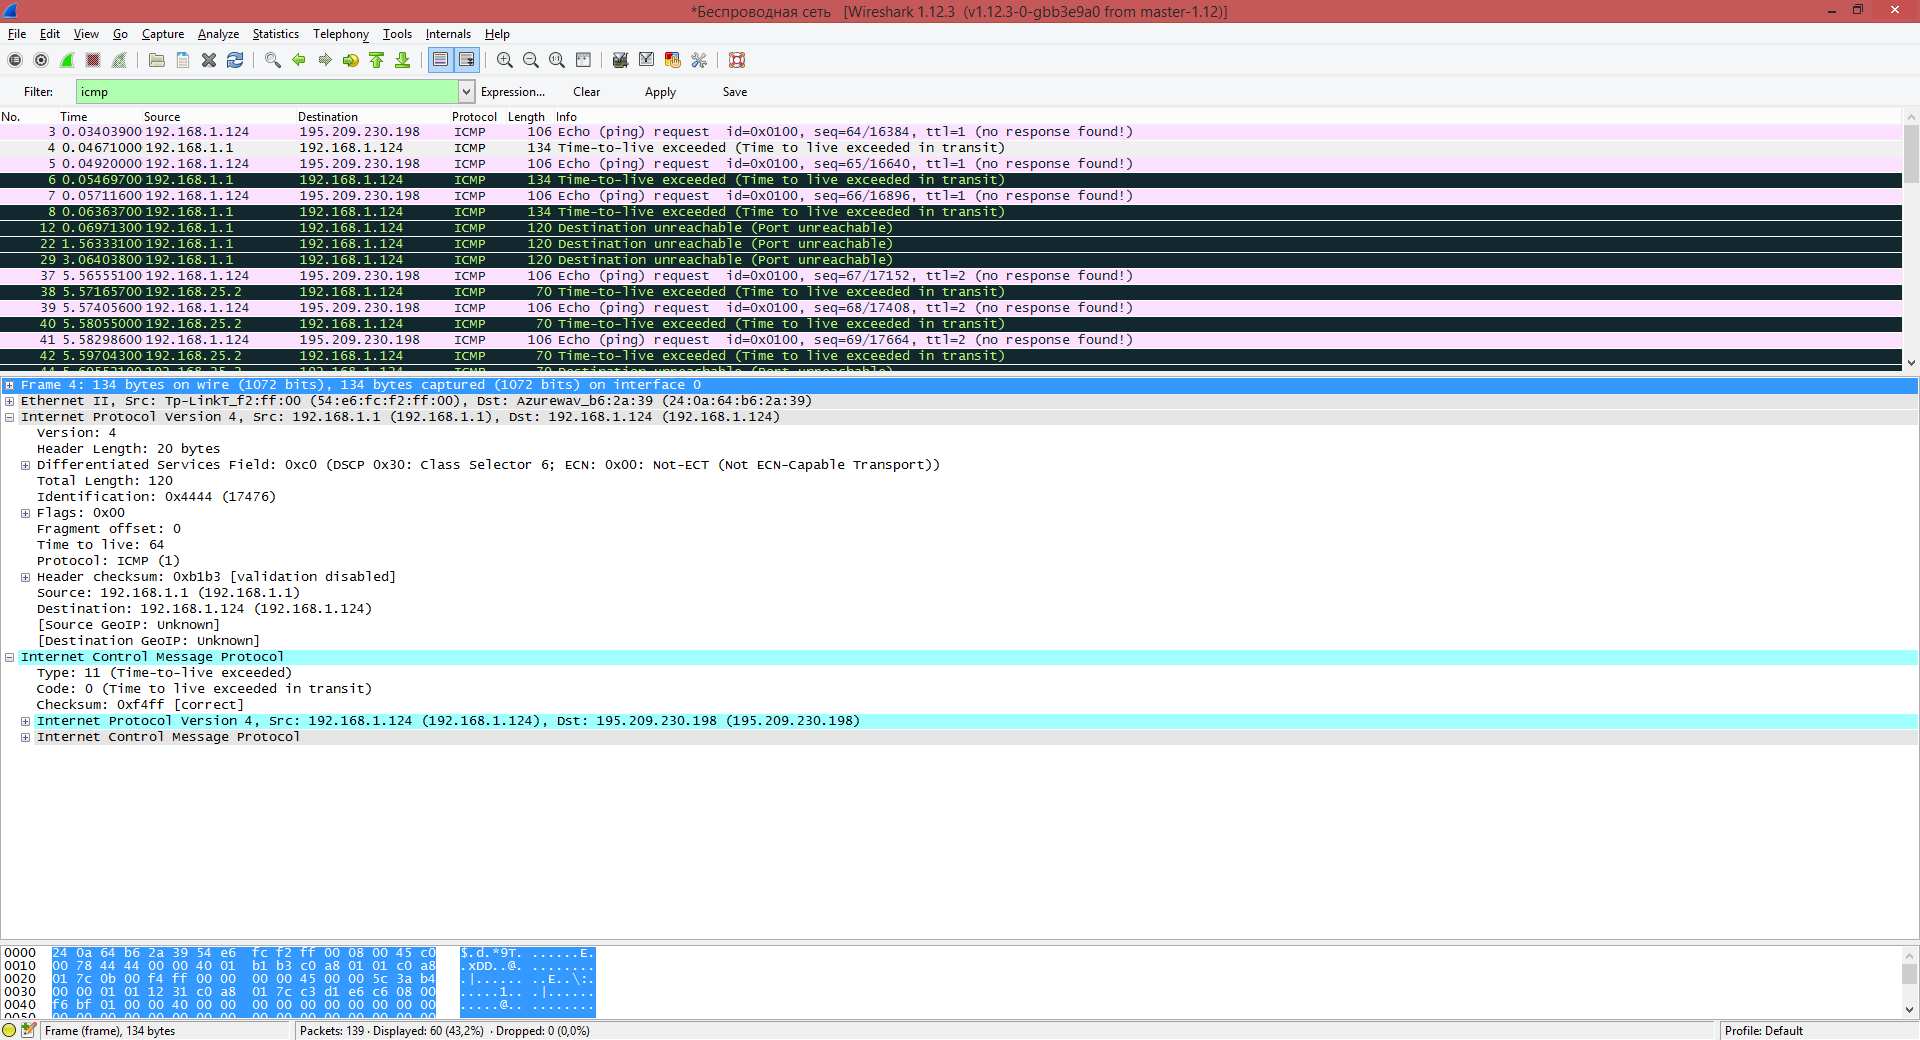 *Беспроводная сеть   [Wireshark 1.12.3  (v1.12.3-0-gbb3e9a0 from master-1.12)]
File Edit View Go Capture Analyze Statistics Telephony Tools Internals Help
Filter: icmp Expression... Clear Apply Save
No. Time Source Destination Protocol Length Info
3 0.03403900 192.168.1.124 195.209.230.198 ICMP 106 Echo (ping) request  id=0x0100, seq=64/16384, ttl=1 (no response found!)
4 0.04671000 192.168.1.1 192.168.1.124 ICMP 134 Time-to-live exceeded (Time to live exceeded in transit)
5 0.04920000 192.168.1.124 195.209.230.198 ICMP 106 Echo (ping) request  id=0x0100, seq=65/16640, ttl=1 (no response found!)
6 0.05469700 192.168.1.1 192.168.1.124 ICMP 134 Time-to-live exceeded (Time to live exceeded in transit)
7 0.05711600 192.168.1.124 195.209.230.198 ICMP 106 Echo (ping) request  id=0x0100, seq=66/16896, ttl=1 (no response found!)
8 0.06363700 192.168.1.1 192.168.1.124 ICMP 134 Time-to-live exceeded (Time to live exceeded in transit)
12 0.06971300 192.168.1.1 192.168.1.124 ICMP 120 Destination unreachable (Port unreachable)
22 1.56333100 192.168.1.1 192.168.1.124 ICMP 120 Destination unreachable (Port unreachable)
29 3.06403800 192.168.1.1 192.168.1.124 ICMP 120 Destination unreachable (Port unreachable)
37 5.56555100 192.168.1.124 195.209.230.198 ICMP 106 Echo (ping) request  id=0x0100, seq=67/17152, ttl=2 (no response found!)
38 5.57165700 192.168.25.2 192.168.1.124 ICMP 70 Time-to-live exceeded (Time to live exceeded in transit)
39 5.57405600 192.168.1.124 195.209.230.198 ICMP 106 Echo (ping) request  id=0x0100, seq=68/17408, ttl=2 (no response found!)
40 5.58055000 192.168.25.2 192.168.1.124 ICMP 70 Time-to-live exceeded (Time to live exceeded in transit)
41 5.58298600 192.168.1.124 195.209.230.198 ICMP 106 Echo (ping) request  id=0x0100, seq=69/17664, ttl=2 (no response found!)
42 5.59704300 192.168.25.2 192.168.1.124 ICMP 70 Time-to-live exceeded (Time to live exceeded in transit)
Frame 4: 134 bytes on wire (1072 bits), 134 bytes captured (1072 bits) on interface 0
Ethernet II, Src: Tp-LinkT_f2:ff:00 (54:e6:fc:f2:ff:00), Dst: Azurewav_b6:2a:39 (24:0a:64:b6:2a:39)
Internet Protocol Version 4, Src: 192.168.1.1 (192.168.1.1), Dst: 192.168.1.124 (192.168.1.124)
Version: 4
Header Length: 20 bytes
Differentiated Services Field: 0xc0 (DSCP 0x30: Class Selector 6; ECN: 0x00: Not-ECT (Not ECN-Capable Transport))
Total Length: 120
Identification: 0x4444 (17476)
Flags: 0x00
Fragment offset: 0
Time to live: 64
Protocol: ICMP (1)
Header checksum: 0xb1b3 [validation disabled]
Source: 192.168.1.1 (192.168.1.1)
Destination: 192.168.1.124 (192.168.1.124)
[Source GeoIP: Unknown]
[Destination GeoIP: Unknown]
Internet Control Message Protocol
Type: 11 (Time-to-live exceeded)
Code: 0 (Time to live exceeded in transit)
Checksum: 0xf4ff [correct]
Internet Protocol Version 4, Src: 192.168.1.124 (192.168.1.124), Dst: 195.209.230.198 (195.209.230.198)
Internet Control Message Protocol
0000 24 0a 64 b6 2a 39 54 e6  fc f2 ff 00 08 00 45 c0 $.d.*9T. ......E.
0010 00 78 44 44 00 00 40 01  b1 b3 c0 a8 01 01 c0 a8 .xDD..@. ........
0020 01 7c 0b 00 f4 ff 00 00  00 00 45 00 00 5c 3a b4 .|...... ..E..\:.
0030 00 00 01 01 12 31 c0 a8  01 7c c3 d1 e6 c6 08 00 .....1.. .|......
0040 f6 bf 01 00 00 40 00 00  00 00 00 00 00 00 00 00 .....@.. ........
Frame (frame), 134 bytes Packets: 139 · Displayed: 60 (43,2%)  · Dropped: 0 (0,0%) Profile: Default